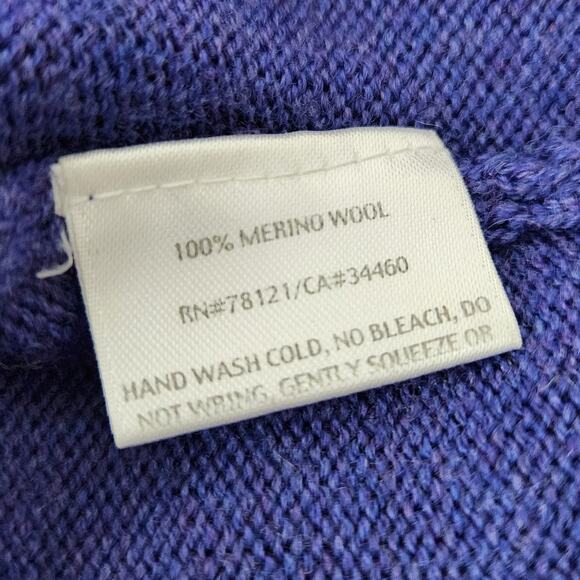 100% MERINO WOOL
RN#78121/CA#34460
HAND WASH COLD, NO BLEACH, DO
NOT WRING, GENTLY SQUEEZE OR